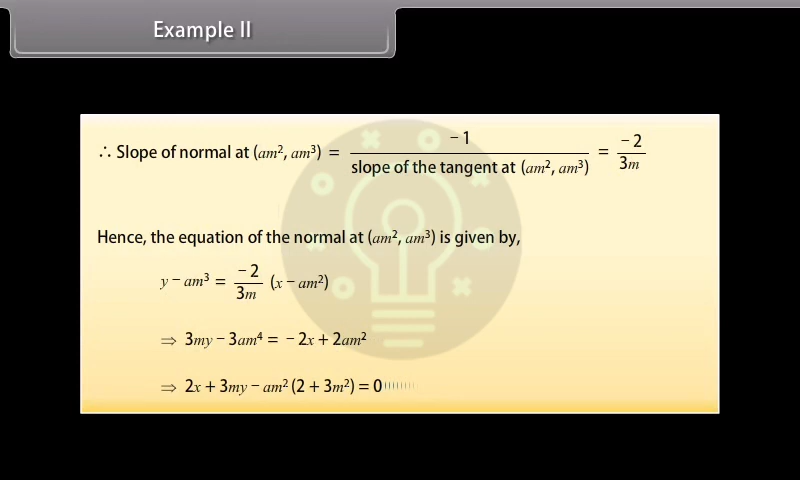 Example II
∴ Slope of normal at (am², am³) = −1 / slope of the tangent at (am², am³) = −2 / 3m
Hence, the equation of the normal at (am², am³) is given by,
y − am³ = −2 / 3m (x − am²)
⇒ 3my − 3am⁴ = − 2x + 2am²
⇒ 2x + 3my − am² (2 + 3m²) = 0